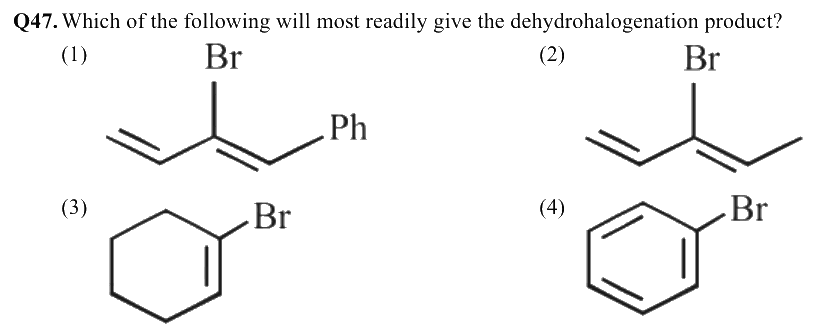 Q47. Which of the following will most readily give the dehydrohalogenation product?
(1) Br Ph
(2) Br
(3) Br
(4) Br